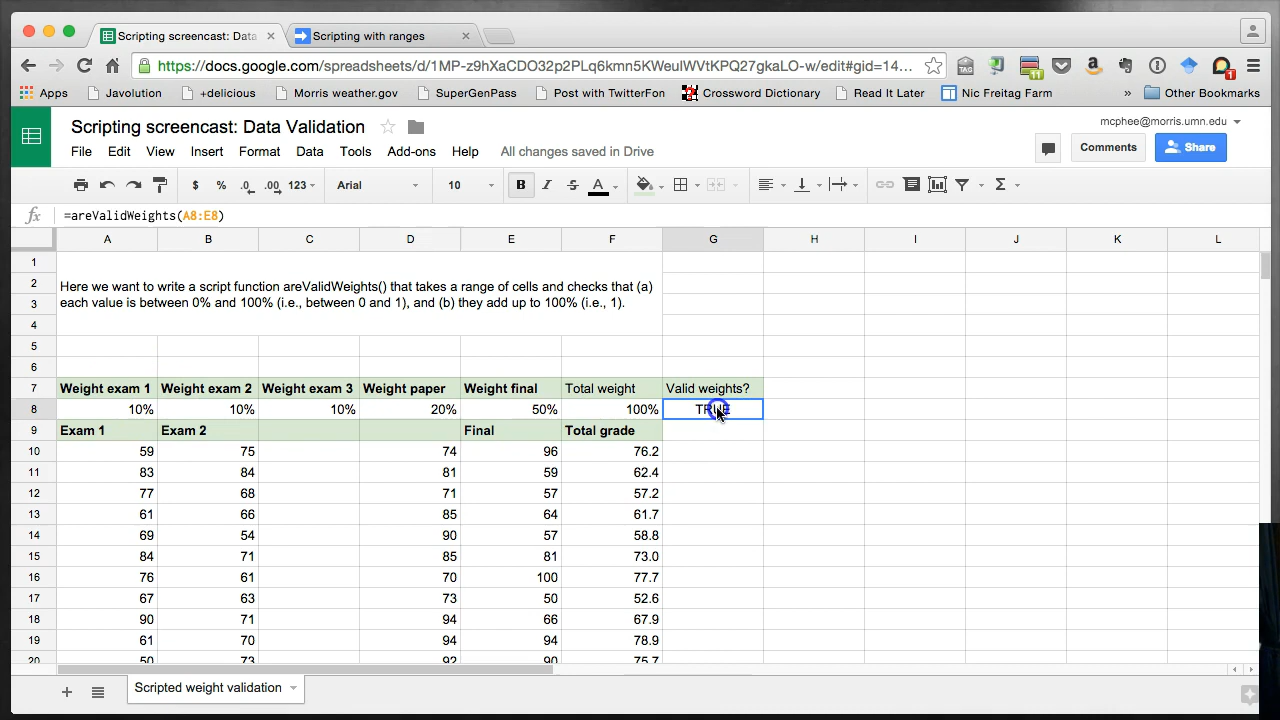 Scripting screencast: Data
Scripting with ranges
https://docs.google.com/spreadsheets/d/1MP-z9hXaCDO32p2PLq6kmn5KWeulWVtKPQ27gkaLO-w/edit#gid=14...
11
1
Apps Javolution +delicious Morris weather.gov SuperGenPass Post with TwitterFon Crossword Dictionary Read It Later Nic Freitag Farm » Other Bookmarks
Scripting screencast: Data Validation
mcphee@morris.umn.edu
File Edit View Insert Format Data Tools Add-ons Help All changes saved in Drive
Comments Share
$ % .0 .00 123 Arial 10 B I S A Σ
fx =areValidWeights(A8:E8)
A B C D E F G H I J K L
1
2 Here we want to write a script function areValidWeights() that takes a range of cells and checks that (a)
3 each value is between 0% and 100% (i.e., between 0 and 1), and (b) they add up to 100% (i.e., 1).
4
5
6
7 Weight exam 1 Weight exam 2 Weight exam 3 Weight paper Weight final Total weight Valid weights?
8 10% 10% 10% 20% 50% 100% TRUE
9 Exam 1 Exam 2 Final Total grade
10 59 75 74 96 76.2
11 83 84 81 59 62.4
12 77 68 71 57 57.2
13 61 66 85 64 61.7
14 69 54 90 57 58.8
15 84 71 85 81 73.0
16 76 61 70 100 77.7
17 67 63 73 50 52.6
18 90 71 94 66 67.9
19 61 70 94 94 78.9
20 50 73 92 90 75.7
Scripted weight validation